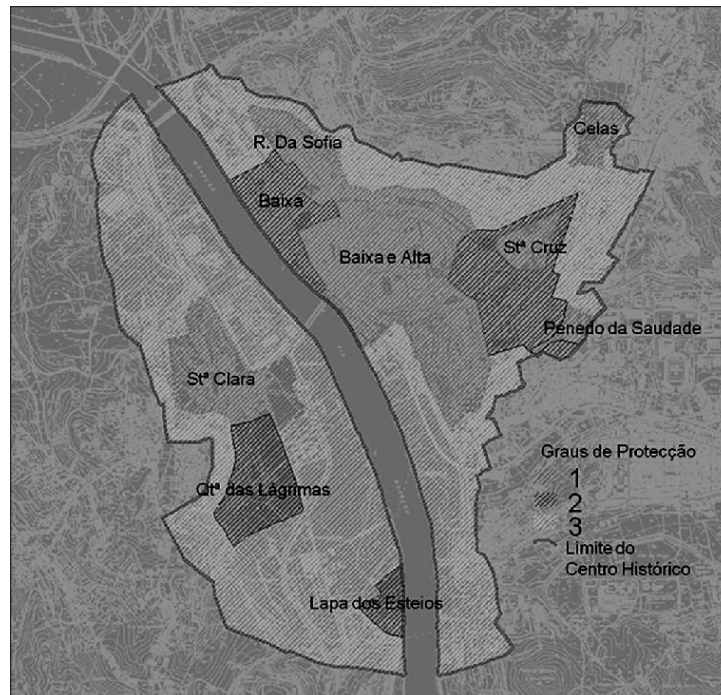 Celas
R. Da Sofia
Baixa
Stª Cruz
Baixa e Alta
Penedo da Saudade
Stª Clara
Qtª das Lágrimas
Lapa dos Esteios
Graus de Protecção
1
2
3
Limite do
Centro Histórico